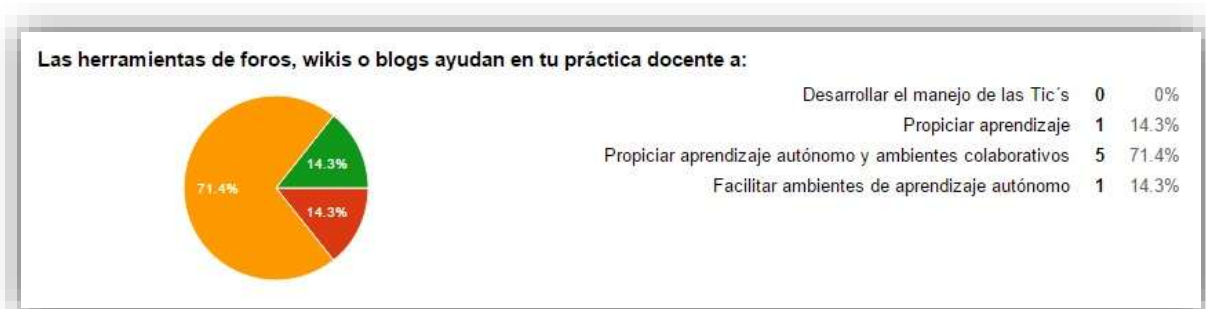 Las herramientas de foros, wikis o blogs ayudan en tu práctica docente a:
Desarrollar el manejo de las Tic´s 0 0%
Propiciar aprendizaje 1 14.3%
Propiciar aprendizaje autónomo y ambientes colaborativos 5 71.4%
Facilitar ambientes de aprendizaje autónomo 1 14.3%
14.3%
71.4%
14.3%